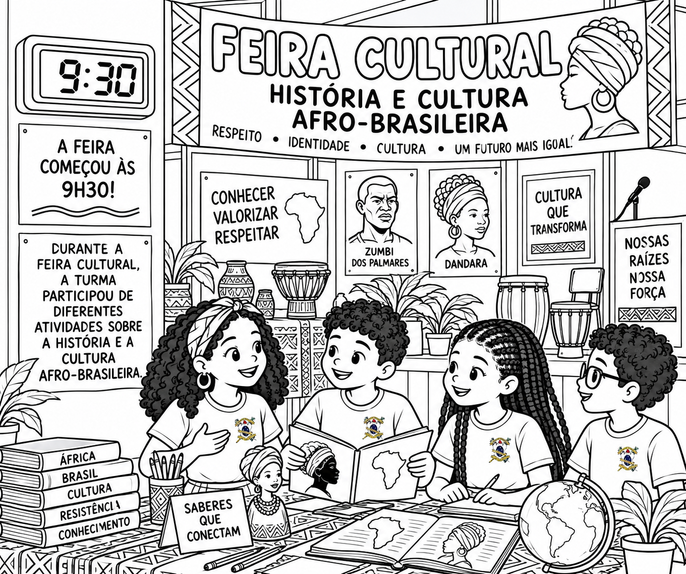 9:30
FEIRA CULTURAL
HISTÓRIA E CULTURA
AFRO-BRASILEIRA
RESPEITO • IDENTIDADE • CULTURA • UM FUTURO MAIS IGUAL!
A FEIRA
COMEÇOU ÀS
9H30!
DURANTE A
FEIRA CULTURAL,
A TURMA
PARTICIPOU DE
DIFERENTES
ATIVIDADES SOBRE
A HISTÓRIA E A
CULTURA
AFRO-BRASILEIRA.
CONHECER
VALORIZAR
RESPEITAR
ZUMBI
DOS PALMARES
DANDARA
CULTURA
QUE
TRANSFORMA
NOSSAS
RAÍZES
NOSSA
FORÇA
ÁFRICA
BRASIL
CULTURA
RESISTÊNCIA
CONHECIMENTO
SABERES
QUE
CONECTAM